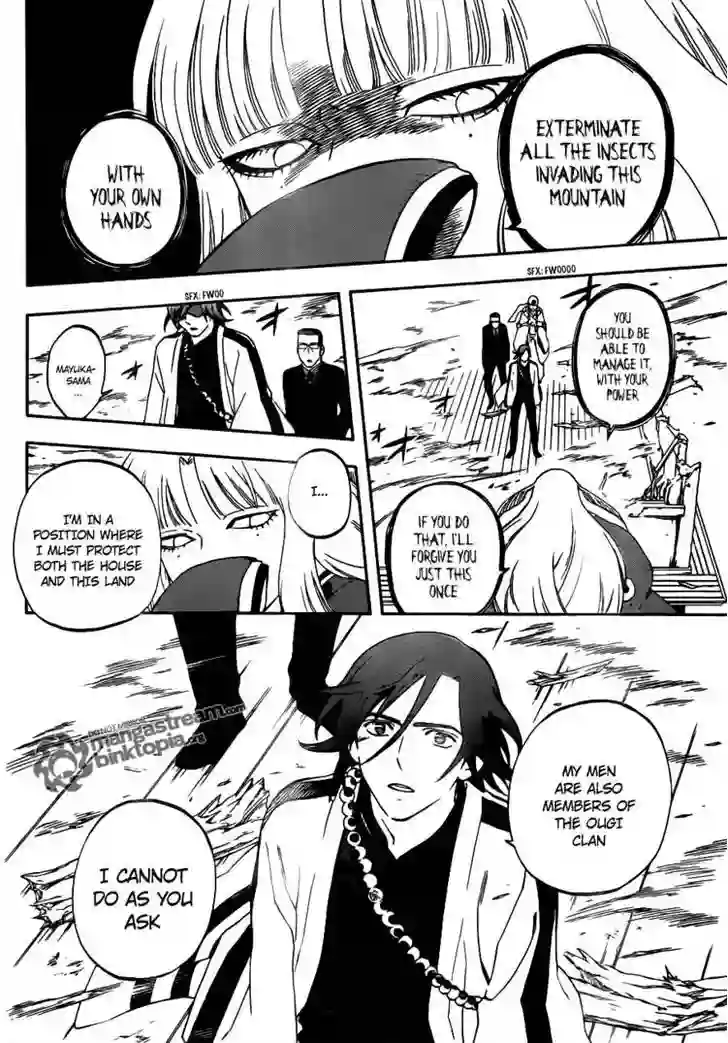 EXTERMINATE
ALL THE INSECTS
INVADING THIS
MOUNTAIN
WITH
YOUR OWN
HANDS
SFX: FWOOO
YOU
SHOULD BE
ABLE TO
MANAGE IT,
WITH YOUR
POWER
IF YOU DO
THAT, I'LL
FORGIVE YOU
JUST THIS
ONCE
SFX: FWOO
MAYUKA-
SAMA
...
I...
I'M IN A
POSITION WHERE
I MUST PROTECT
BOTH THE HOUSE
AND THIS LAND
MY MEN
ARE ALSO
MEMBERS OF
THE OUGI
CLAN
I CANNOT
DO AS YOU
ASK
mangastream.com
binktopia